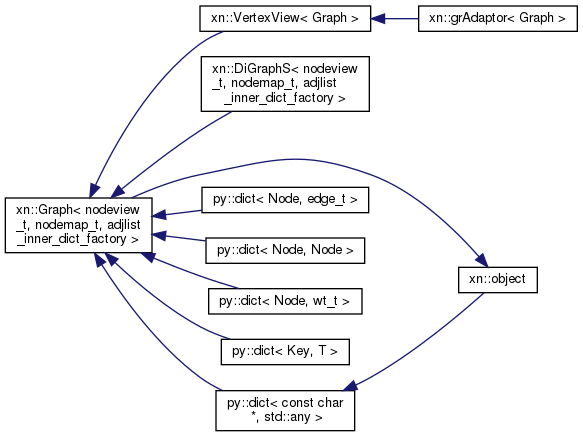 xn::VertexView< Graph >
xn::grAdaptor< Graph >
xn::DiGraphS< nodeview
_t, nodemap_t, adjlist
_inner_dict_factory >
xn::Graph< nodeview
_t, nodemap_t, adjlist
_inner_dict_factory >
py::dict< Node, edge_t >
py::dict< Node, Node >
xn::object
py::dict< Node, wt_t >
py::dict< Key, T >
py::dict< const char
*, std::any >